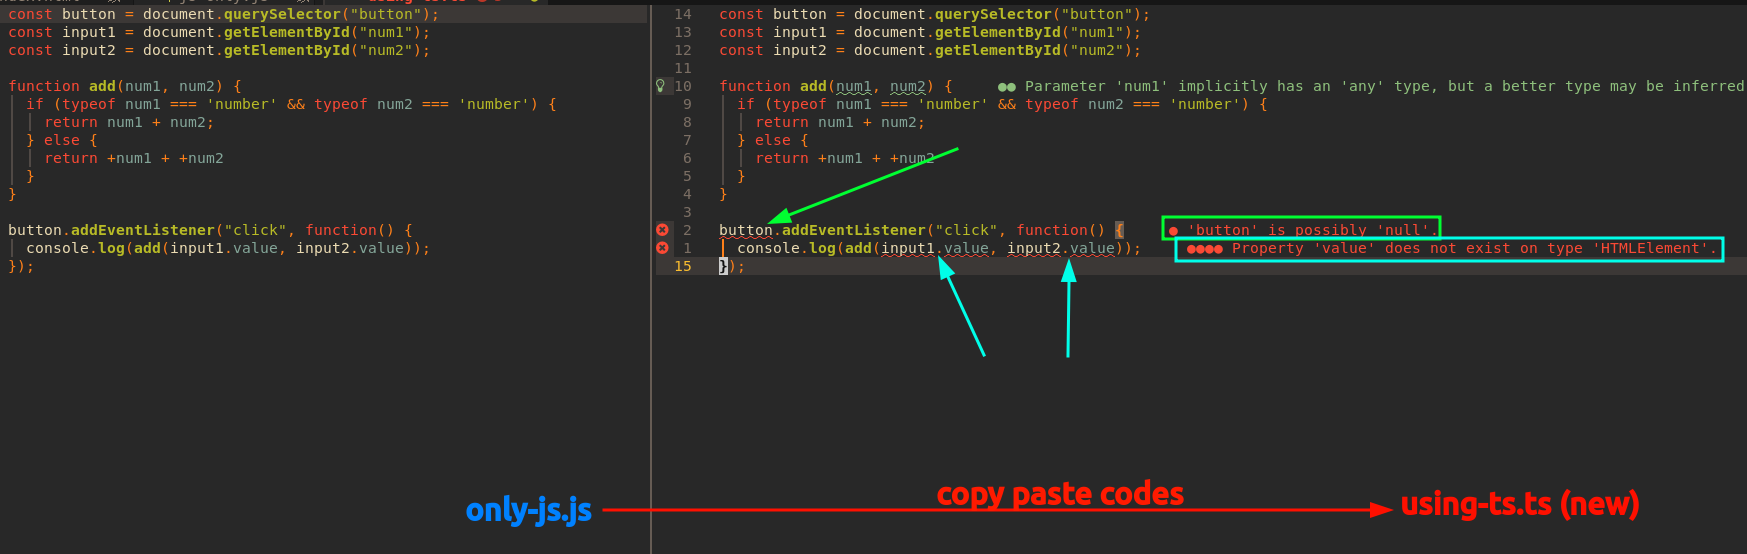 using-ts.ts
const button = document.querySelector("button");
const input1 = document.getElementById("num1");
const input2 = document.getElementById("num2");
function add(num1, num2) {
if (typeof num1 === 'number' && typeof num2 === 'number') {
return num1 + num2;
} else {
return +num1 + +num2
}
}
button.addEventListener("click", function() {
console.log(add(input1.value, input2.value));
});
14 const button = document.querySelector("button");
13 const input1 = document.getElementById("num1");
12 const input2 = document.getElementById("num2");
11
10 function add(num1, num2) { ●● Parameter 'num1' implicitly has an 'any' type, but a better type may be inferred
9 if (typeof num1 === 'number' && typeof num2 === 'number') {
8 return num1 + num2;
7 } else {
6 return +num1 + +num2
5 }
4 }
3
2 button.addEventListener("click", function() { ● 'button' is possibly 'null'.
1 console.log(add(input1.value, input2.value)); ●●●● Property 'value' does not exist on type 'HTMLElement'.
15 });
only-js.js
copy paste codes
using-ts.ts (new)